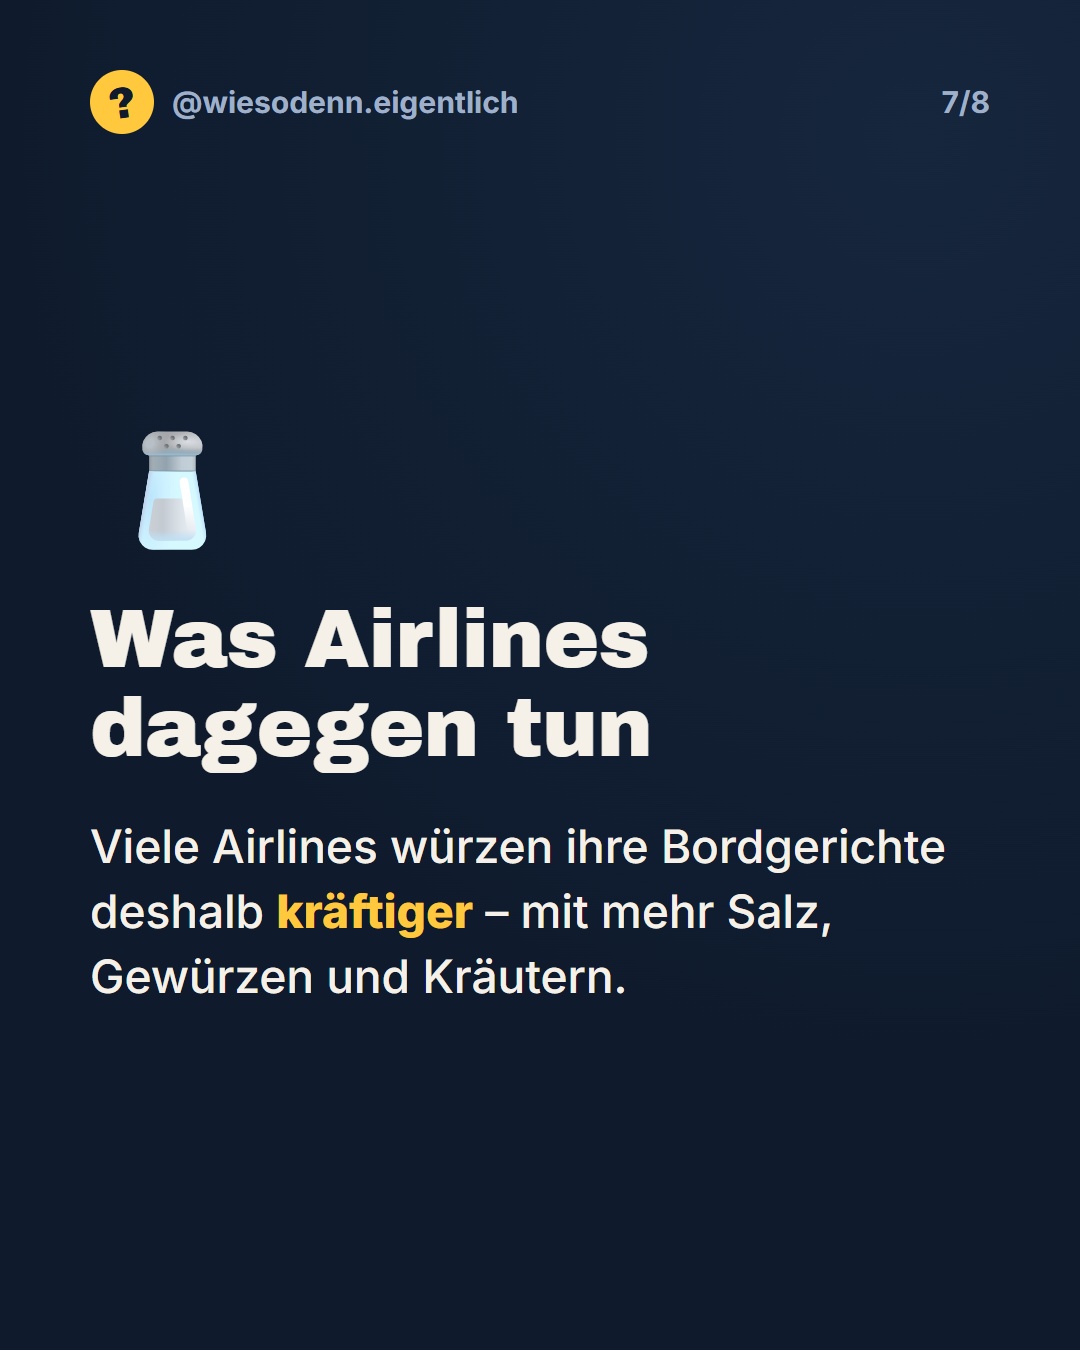 ?
@wiesodenn.eigentlich
7/8
Was Airlines
dagegen tun
Viele Airlines würzen ihre Bordgerichte
deshalb kräftiger – mit mehr Salz,
Gewürzen und Kräutern.